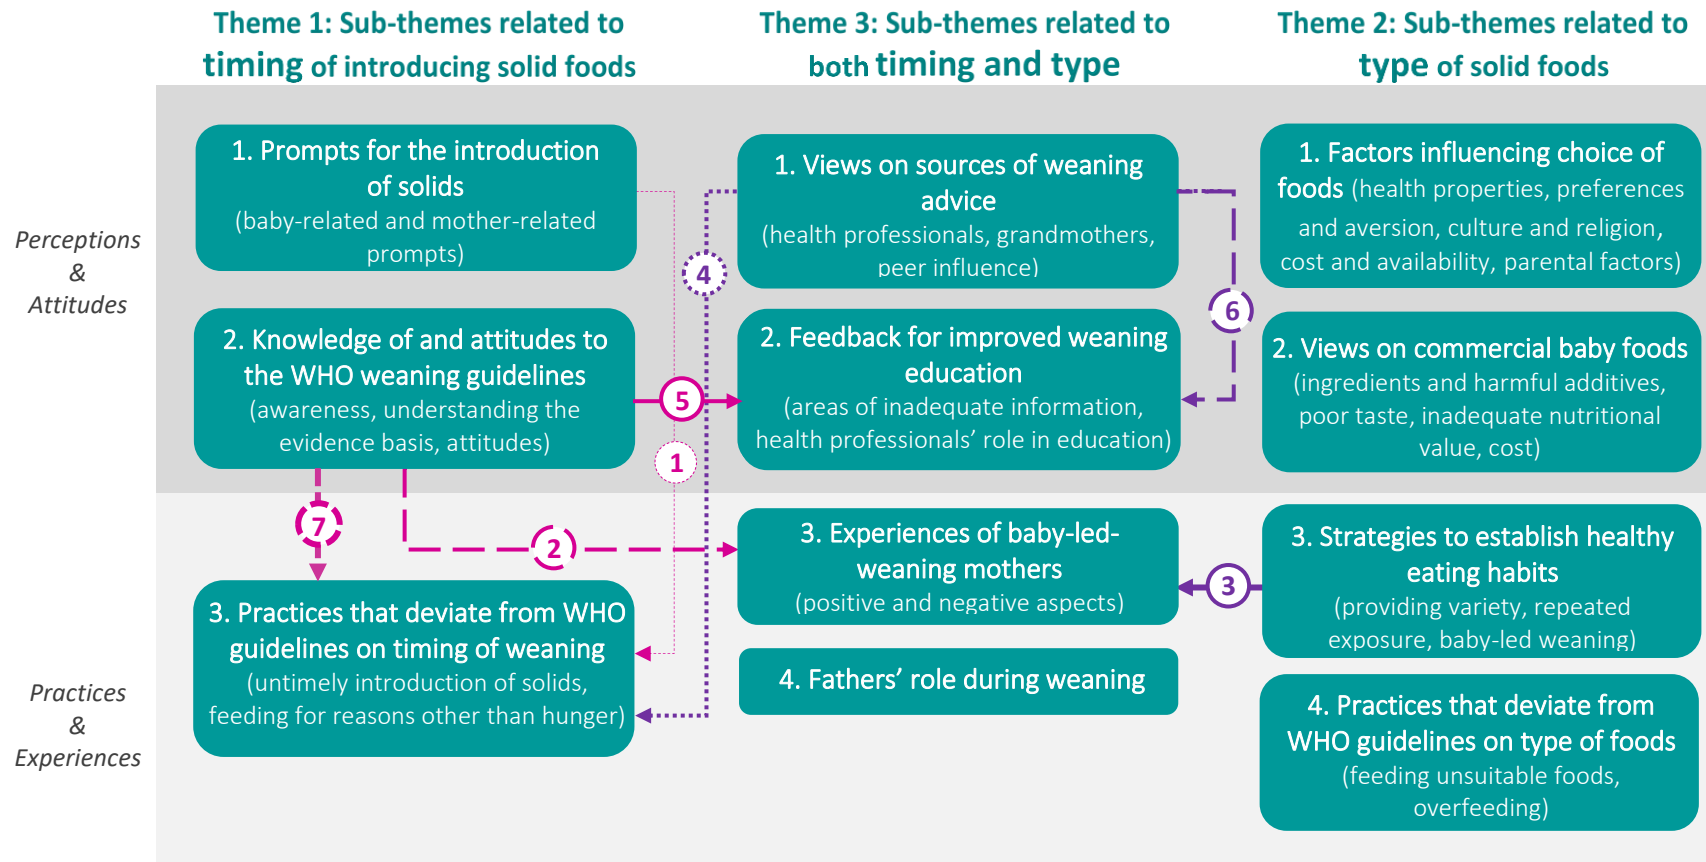 Theme 1: Sub-themes related to
timing of introducing solid foods
Theme 3: Sub-themes related to
both timing and type
Theme 2: Sub-themes related to
type of solid foods
Perceptions
&
Attitudes
1. Prompts for the introduction
of solids
(baby-related and mother-related
prompts)
2. Knowledge of and attitudes to
the WHO weaning guidelines
(awareness, understanding the
evidence basis, attitudes)
1. Views on sources of weaning
advice
(health professionals, grandmothers,
peer influence)
2. Feedback for improved weaning
education
(areas of inadequate information,
health professionals’ role in education)
1. Factors influencing choice of
foods (health properties, preferences
and aversion, culture and religion,
cost and availability, parental factors)
2. Views on commercial baby foods
(ingredients and harmful additives,
poor taste, inadequate nutritional
value, cost)
4
6
5
1
7
2
3
Practices
&
Experiences
3. Practices that deviate from WHO
guidelines on timing of weaning
(untimely introduction of solids,
feeding for reasons other than hunger)
3. Experiences of baby-led-
weaning mothers
(positive and negative aspects)
4. Fathers’ role during weaning
3. Strategies to establish healthy
eating habits
(providing variety, repeated
exposure, baby-led weaning)
4. Practices that deviate from
WHO guidelines on type of foods
(feeding unsuitable foods,
overfeeding)